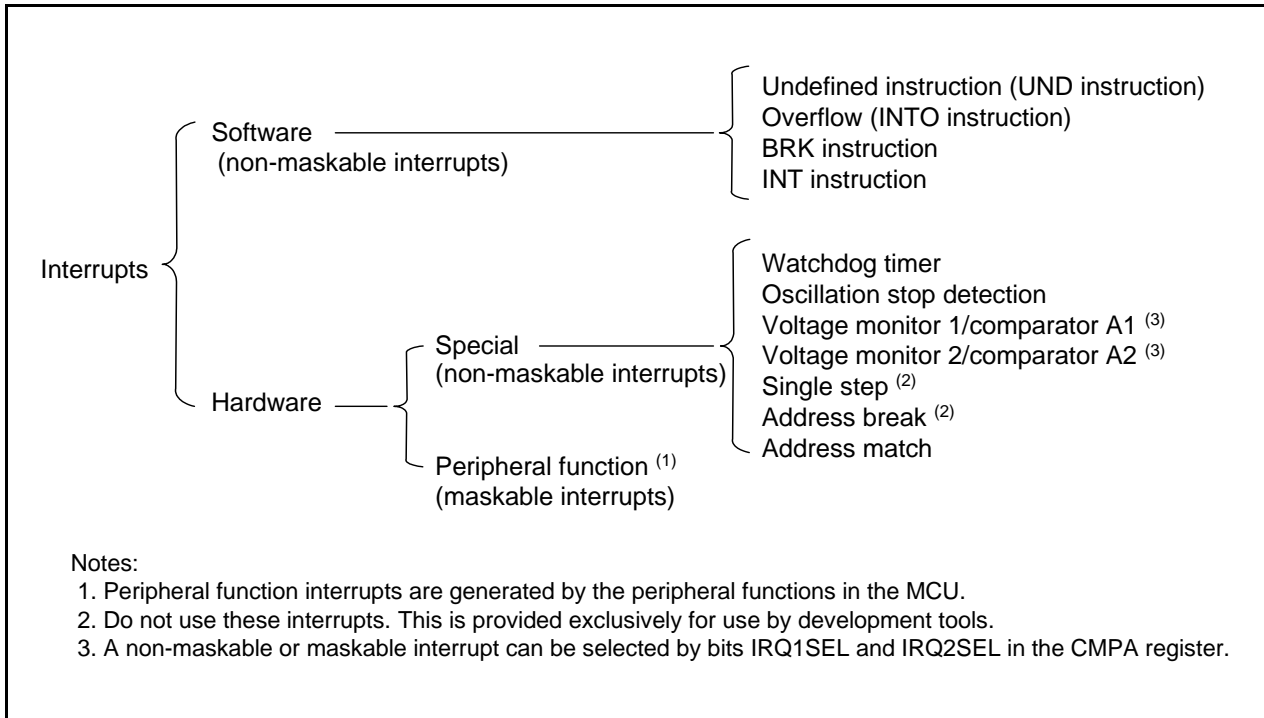 Interrupts
Software
(non-maskable interrupts)
Undefined instruction (UND instruction)
Overflow (INTO instruction)
BRK instruction
INT instruction
Hardware
Special
(non-maskable interrupts)
Watchdog timer
Oscillation stop detection
Voltage monitor 1/comparator A1 (3)
Voltage monitor 2/comparator A2 (3)
Single step (2)
Address break (2)
Address match
Peripheral function (1)
(maskable interrupts)
Notes:
1. Peripheral function interrupts are generated by the peripheral functions in the MCU.
2. Do not use these interrupts. This is provided exclusively for use by development tools.
3. A non-maskable or maskable interrupt can be selected by bits IRQ1SEL and IRQ2SEL in the CMPA register.